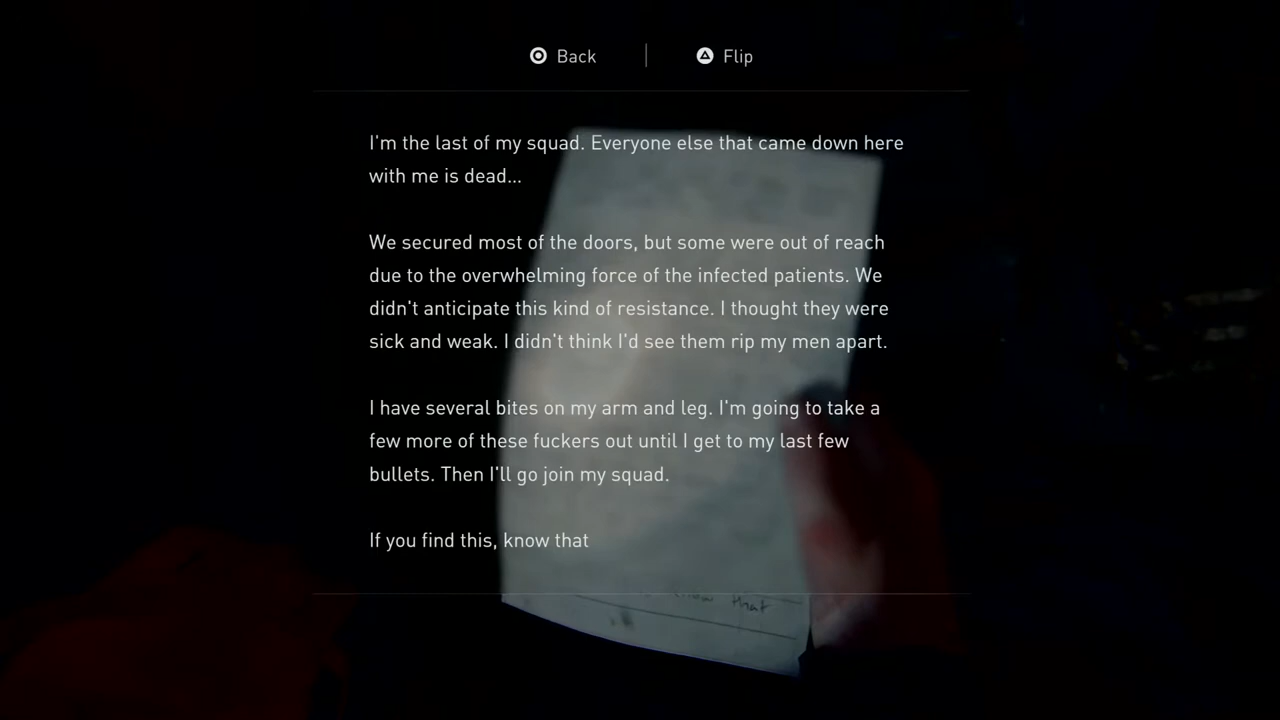 Back
Flip
I'm the last of my squad. Everyone else that came down here
with me is dead...
We secured most of the doors, but some were out of reach
due to the overwhelming force of the infected patients. We
didn't anticipate this kind of resistance. I thought they were
sick and weak. I didn't think I'd see them rip my men apart.
I have several bites on my arm and leg. I'm going to take a
few more of these fuckers out until I get to my last few
bullets. Then I'll go join my squad.
If you find this, know that
know that